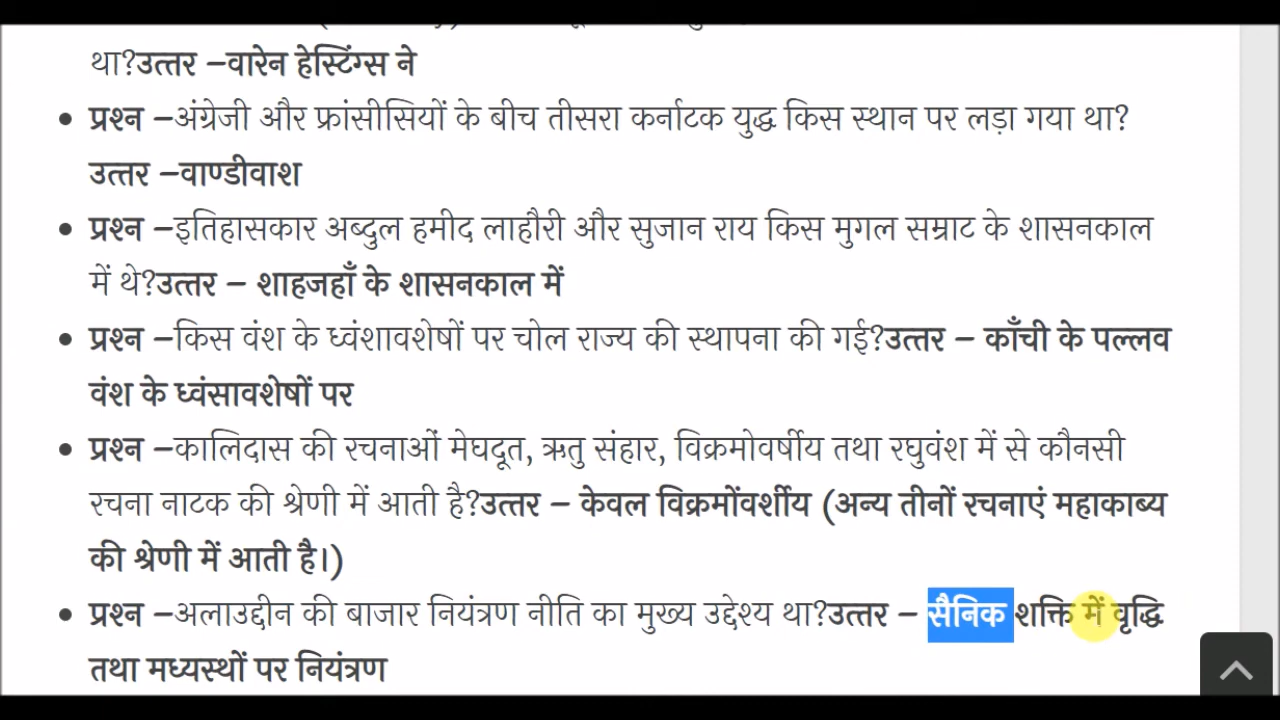 था?उत्तर –वारेन हेस्टिंग्स ने
प्रश्न –अंग्रेजी और फ्रांसीसियों के बीच तीसरा कर्नाटक युद्ध किस स्थान पर लड़ा गया था?
उत्तर –वाण्डीवाश
प्रश्न –इतिहासकार अब्दुल हमीद लाहौरी और सुजान राय किस मुगल सम्राट के शासनकाल
में थे?उत्तर – शाहजहाँ के शासनकाल में
प्रश्न –किस वंश के ध्वंशावशेषों पर चोल राज्य की स्थापना की गई?उत्तर – काँची के पल्लव
वंश के ध्वंसावशेषों पर
प्रश्न –कालिदास की रचनाओं मेघदूत, ऋतु संहार, विक्रमोवर्षीय तथा रघुवंश में से कौनसी
रचना नाटक की श्रेणी में आती है?उत्तर – केवल विक्रमोंवर्शीय (अन्य तीनों रचनाएं महाकाब्य
की श्रेणी में आती है।)
प्रश्न –अलाउद्दीन की बाजार नियंत्रण नीति का मुख्य उद्देश्य था?उत्तर – सैनिक शक्ति में वृद्धि
तथा मध्यस्थों पर नियंत्रण